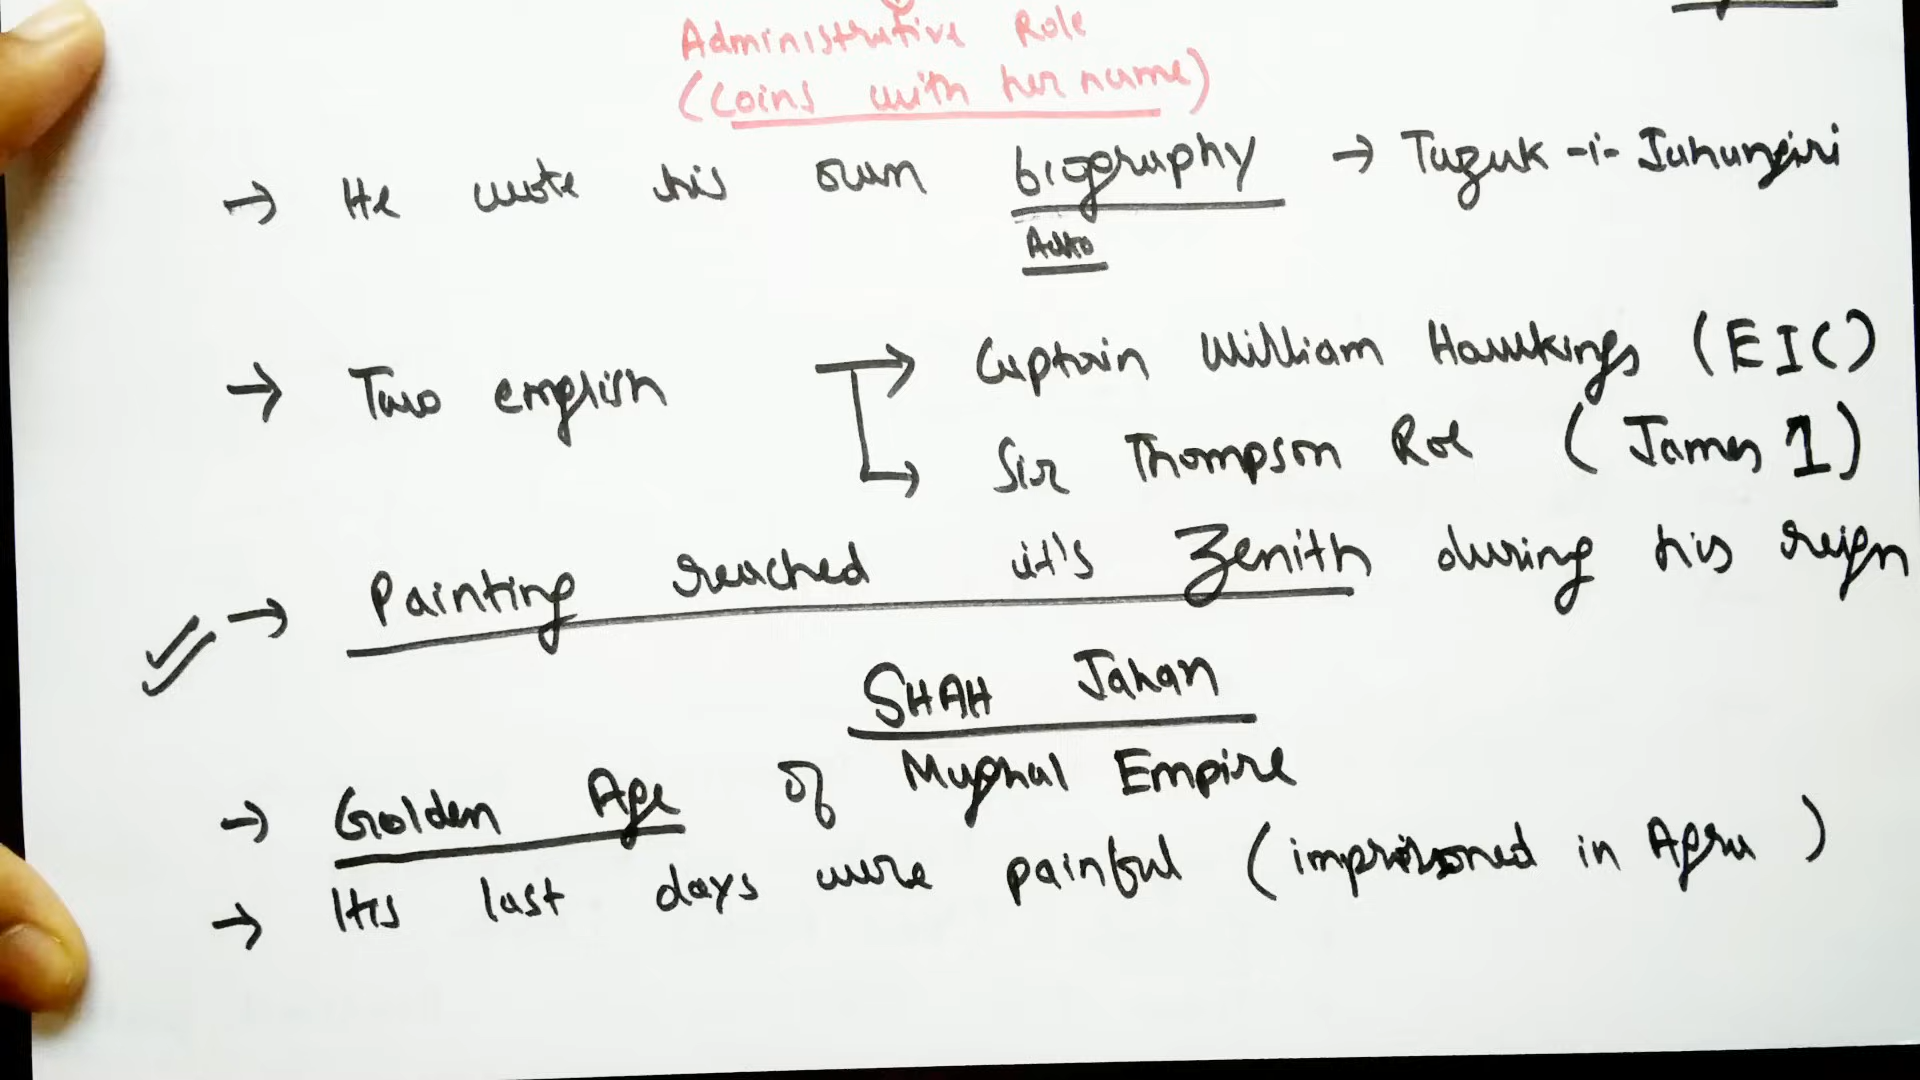 Administrative Role
(coins with her name)
→ He wrote his own biography → Tuzuk-i-Jahangiri
Auto
→ Two english → Captain William Hawkings (EIC)
→ Sir Thompson Roe (James 1)
→ Painting reached it's Zenith during his reign
SHAH Jahan
→ Golden Age of Mughal Empire
→ His last days were painful (imprisoned in Agra)